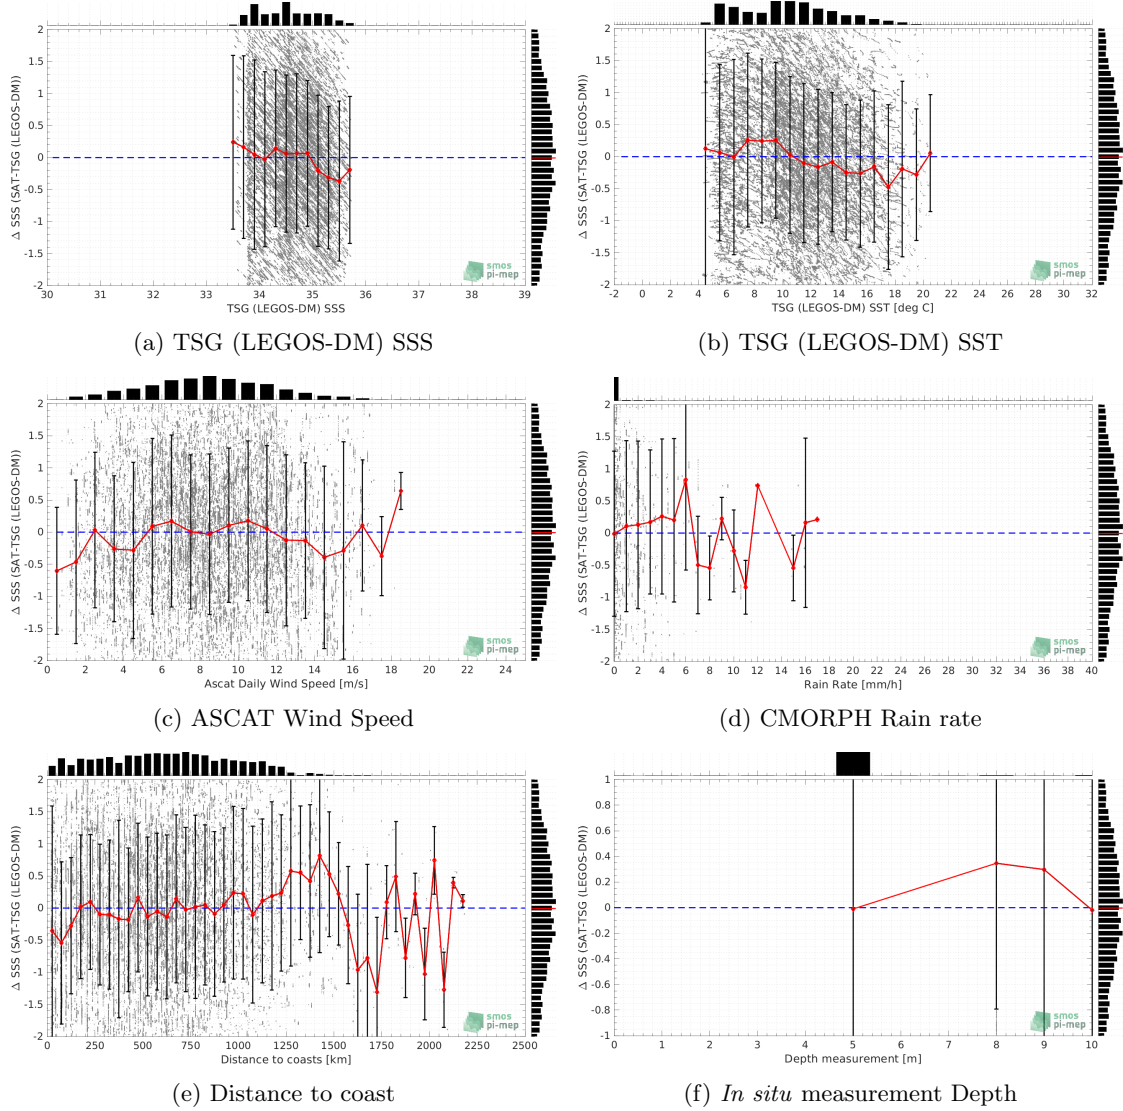 2
1.5
1
0.5
0
-0.5
-1
-1.5
-2
Δ SSS (SAT-TSG (LEGOS-DM))
30 31 32 33 34 35 36 37 38 39
TSG (LEGOS-DM) SSS
smos
pi-mep
(a) TSG (LEGOS-DM) SSS
2
1.5
1
0.5
0
-0.5
-1
-1.5
-2
Δ SSS (SAT-TSG (LEGOS-DM))
-2 0 2 4 6 8 10 12 14 16 18 20 22 24 26 28 30 32
TSG (LEGOS-DM) SST [deg C]
smos
pi-mep
(b) TSG (LEGOS-DM) SST
2
1.5
1
0.5
0
-0.5
-1
-1.5
-2
Δ SSS (SAT-TSG (LEGOS-DM))
0 2 4 6 8 10 12 14 16 18 20 22 24
Ascat Daily Wind Speed [m/s]
smos
pi-mep
(c) ASCAT Wind Speed
2
1.5
1
0.5
0
-0.5
-1
-1.5
-2
Δ SSS (SAT-TSG (LEGOS-DM))
0 2 4 6 8 10 12 14 16 18 20 22 24 26 28 30 32 34 36 38 40
Rain Rate [mm/h]
smos
pi-mep
(d) CMORPH Rain rate
2
1.5
1
0.5
0
-0.5
-1
-1.5
-2
Δ SSS (SAT-TSG (LEGOS-DM))
0 250 500 750 1000 1250 1500 1750 2000 2250 2500
Distance to coasts [km]
smos
pi-mep
(e) Distance to coast
1
0.8
0.6
0.4
0.2
0
-0.2
-0.4
-0.6
-0.8
-1
Δ SSS (SAT-TSG (LEGOS-DM))
0 1 2 3 4 5 6 7 8 9 10
Depth measurement [m]
smos
pi-mep
(f) In situ measurement Depth